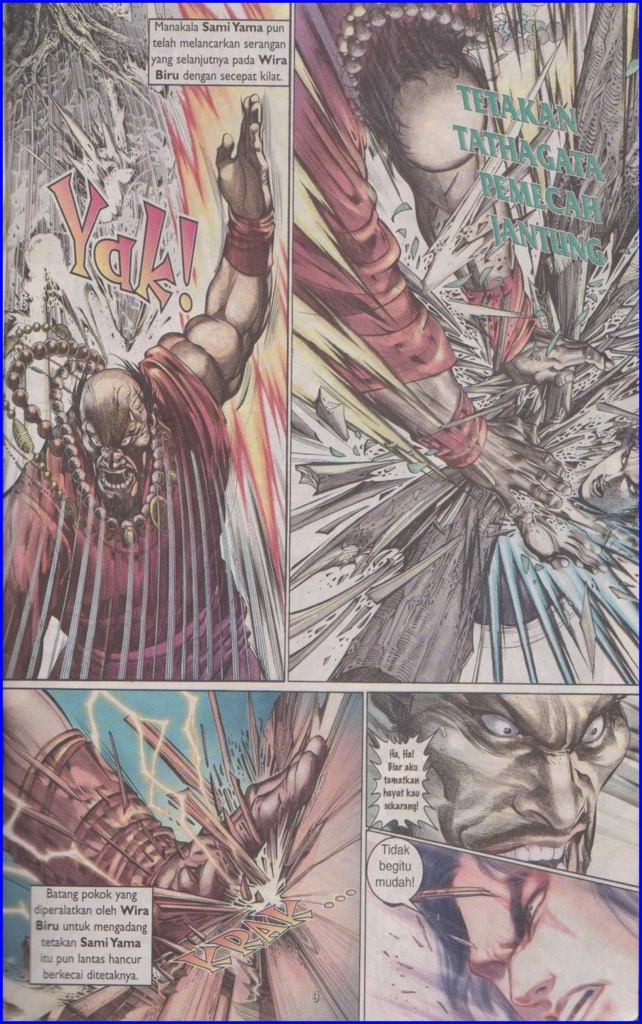 Manakala Sami Yama pun
telah melancarkan serangan
yang selanjutnya pada Wira
Biru dengan secepat kilat.
Yak!
TETAKAN
TATHAGATA
PEMECAH
JANTUNG
Batang pokok yang
diperalatkan oleh Wira
Biru untuk mengadang
tetakan Sami Yama
itu pun lantas hancur
berkecai ditetaknya.
KRAK...
Ha, Ha!
Biar aku
tamatkan
hayat kau
sekarang!
Tidak
begitu
mudah!
9